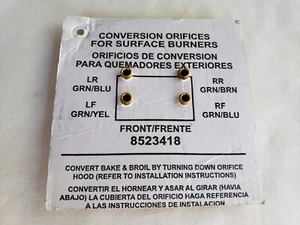 CONVERSION ORIFICES
FOR SURFACE BURNERS
ORIFICIOS DE CONVERSION
PARA QUEMADORES EXTERIORES
LR
GRN/BLU
RR
GRN/BRN
LF
GRN/YEL
RF
GRN/BLU
FRONT/FRENTE
8523418
CONVERT BAKE & BROIL BY TURNING DOWN ORIFICE
HOOD (REFER TO INSTALLATION INSTRUCTIONS)
CONVERTIR EL HORNEAR Y ASAR AL GIRAR (HAVIA
ABAJO) LA CUBIERTA DEL ORIFICIO HAGA REFERENCIA
A LAS INSTRUCCIONES DE INSTALACION